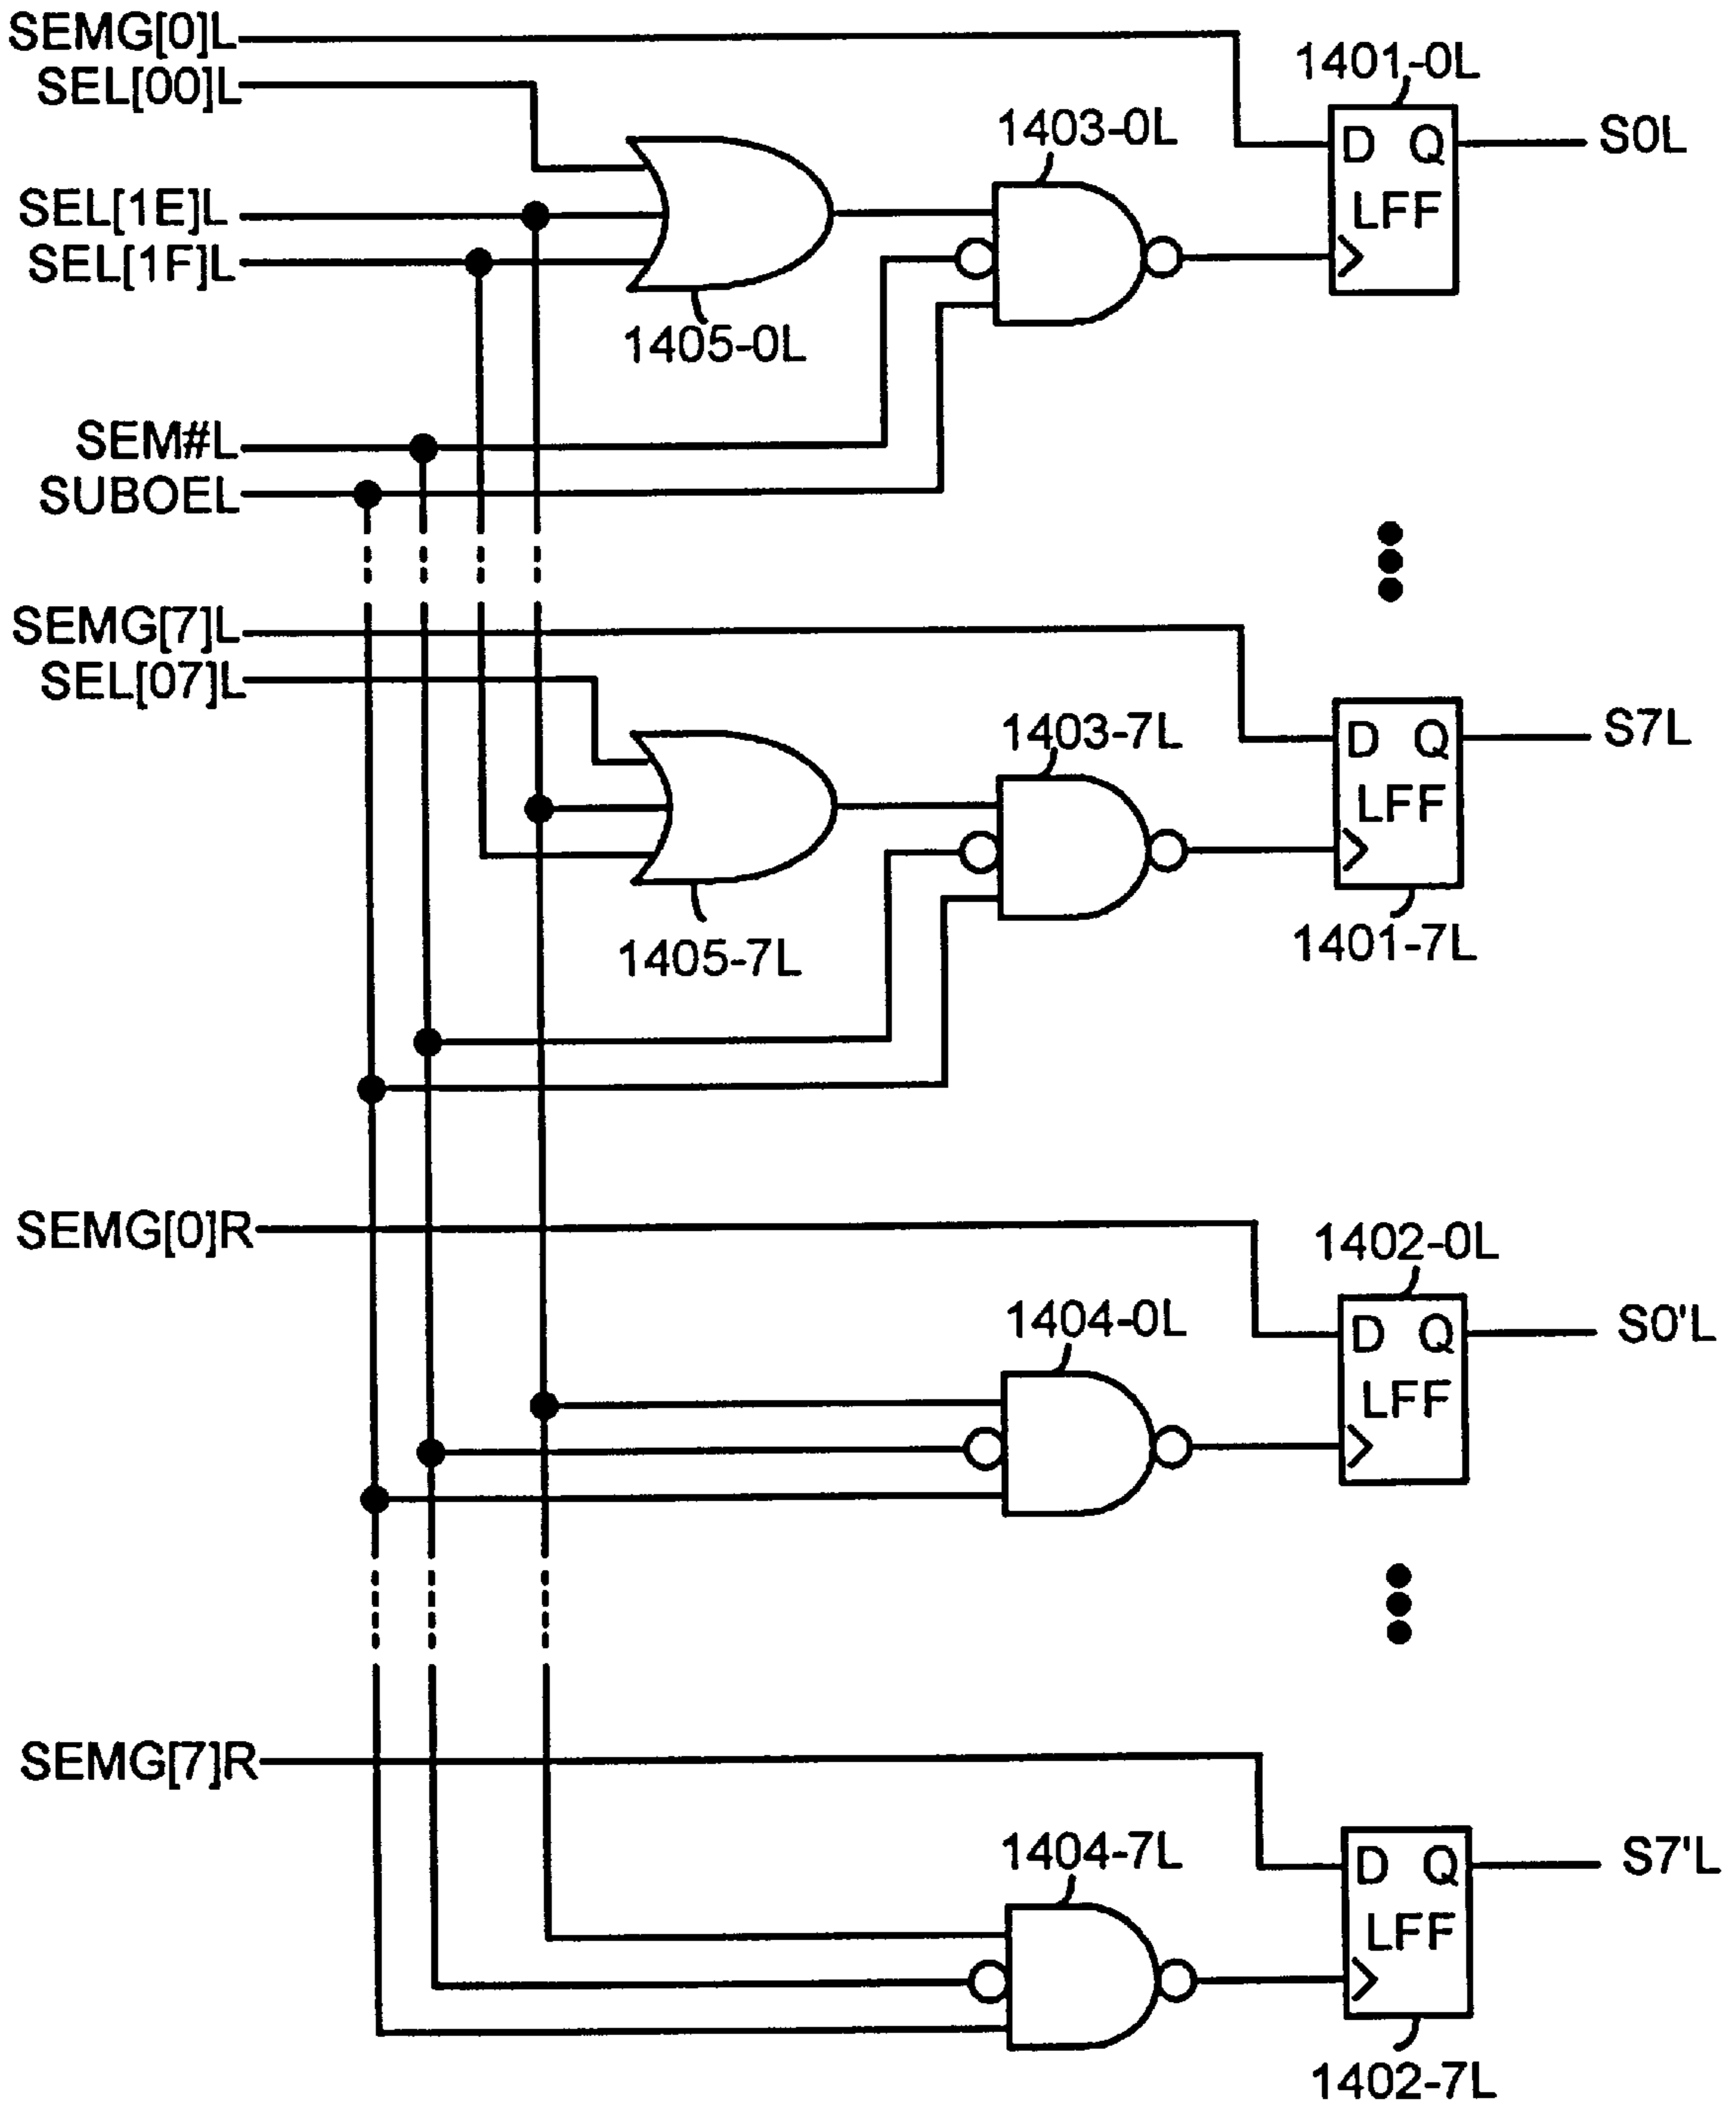 SEMG[0]L
SEL[00]L
1401-0L
1403-0L
D Q
S0L
LFF
SEL[1E]L
SEL[1F]L
1405-0L
SEM#L
SUBOEL
SEMG[7]L
SEL[07]L
1403-7L
D Q
S7L
LFF
1405-7L
1401-7L
SEMG[0]R
1402-0L
1404-0L
D Q
S0'L
LFF
SEMG[7]R
1404-7L
D Q
S7'L
LFF
1402-7L